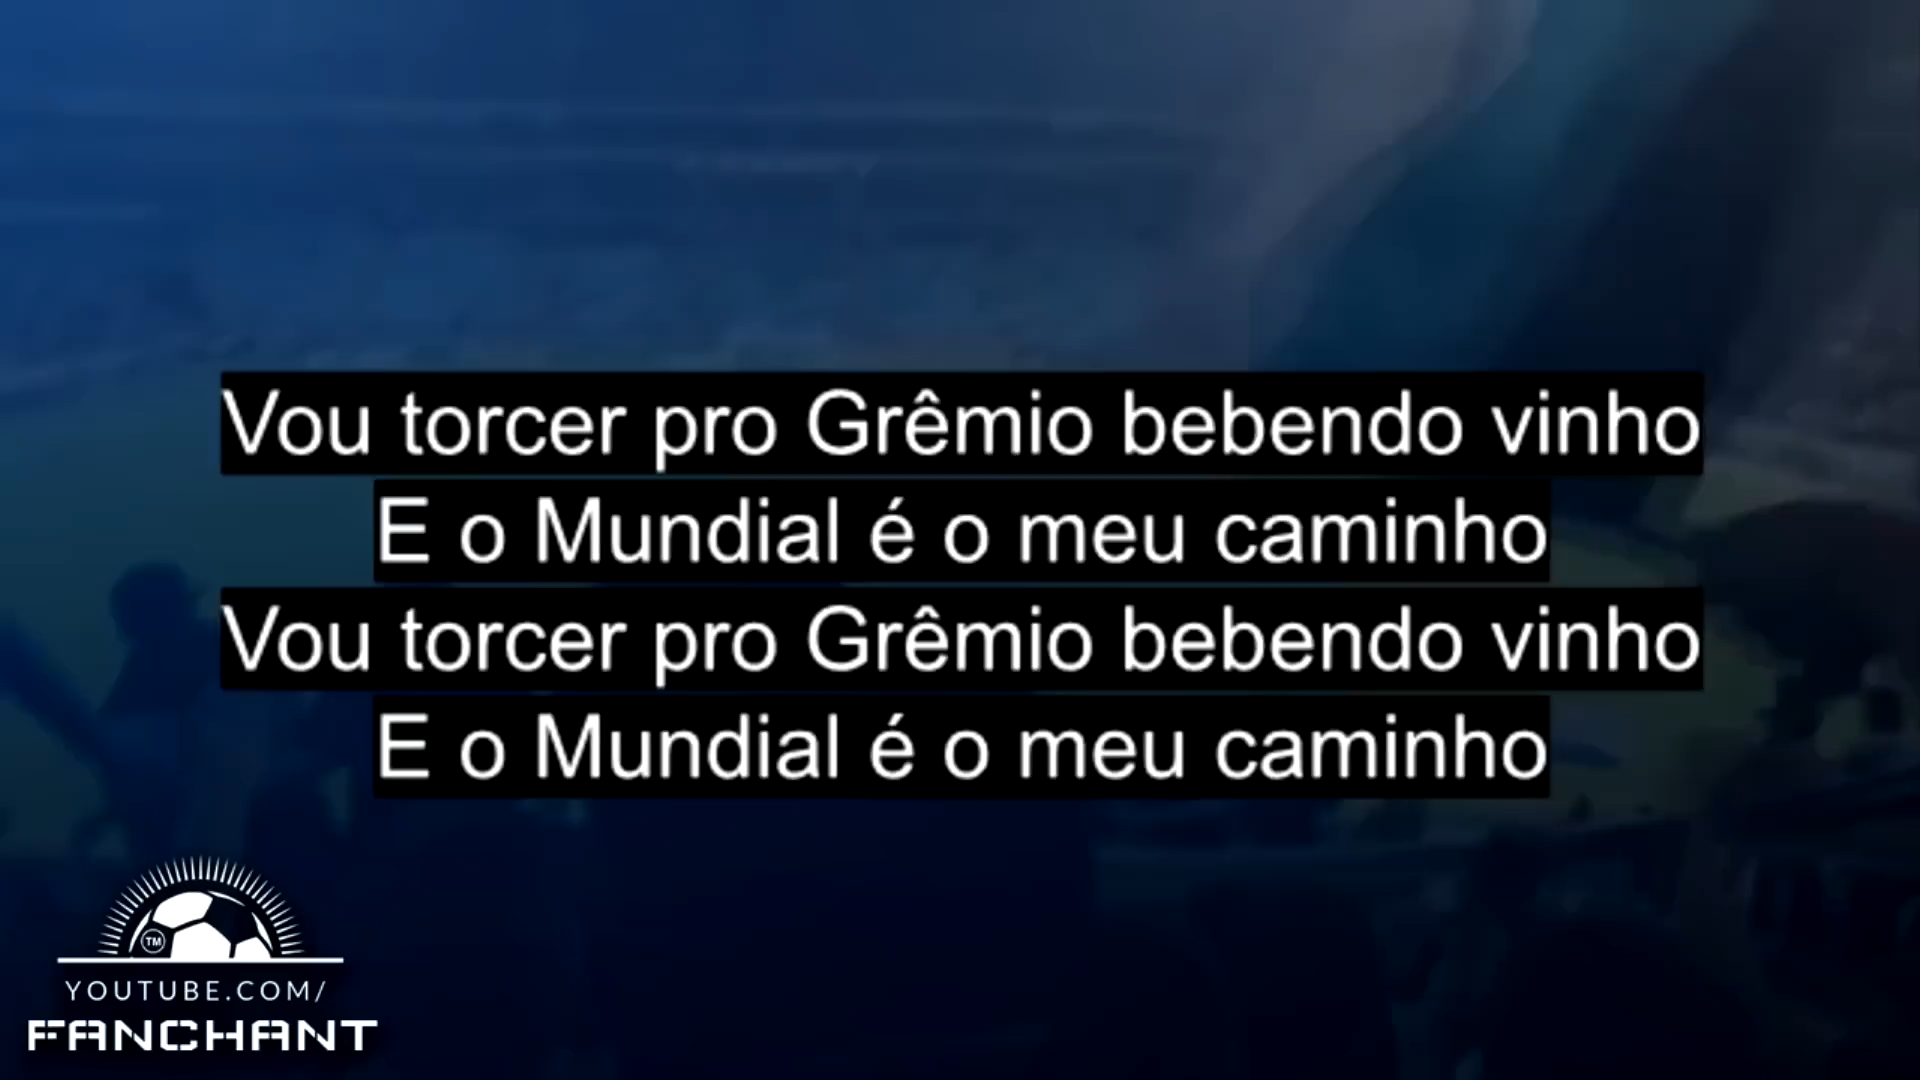 Vou torcer pro Grêmio bebendo vinho
E o Mundial é o meu caminho
Vou torcer pro Grêmio bebendo vinho
E o Mundial é o meu caminho
TM
YOUTUBE.COM/
FANCHANT